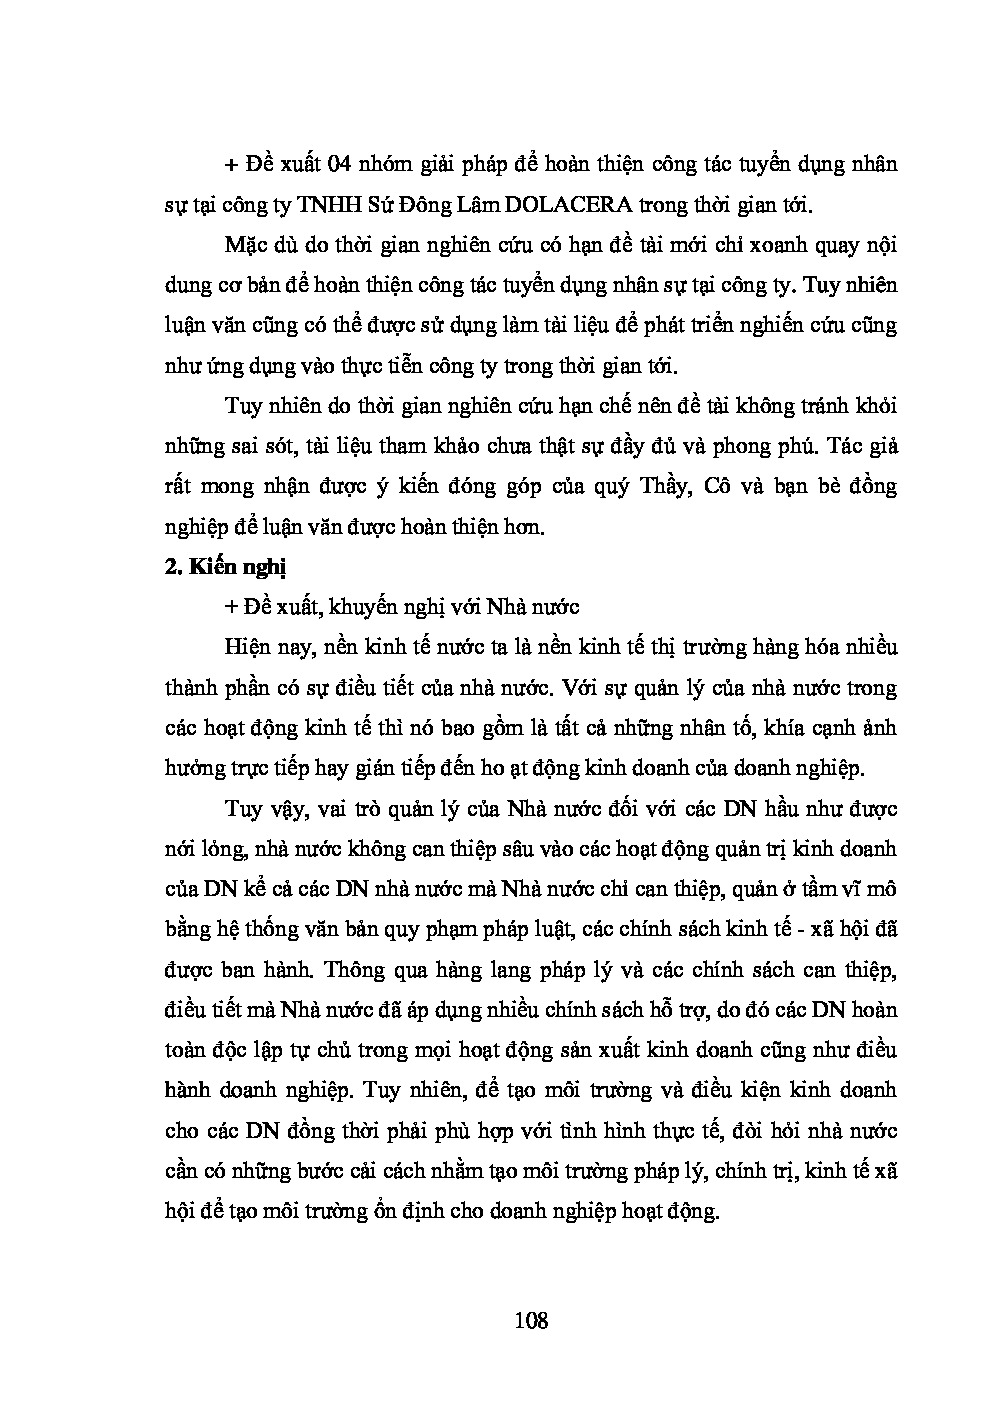 + Đề xuất 04 nhóm giải pháp để hoàn thiện công tác tuyển dụng nhân
sự tại công ty TNHH Sứ Đông Lâm DOLACERA trong thời gian tới.
Mặc dù do thời gian nghiên cứu có hạn đề tài mới chỉ xoanh quay nội
dung cơ bản để hoàn thiện công tác tuyển dụng nhân sự tại công ty. Tuy nhiên
luận văn cũng có thể được sử dụng làm tài liệu để phát triển nghiến cứu cũng
như ứng dụng vào thực tiễn công ty trong thời gian tới.
Tuy nhiên do thời gian nghiên cứu hạn chế nên đề tài không tránh khỏi
những sai sót, tài liệu tham khảo chưa thật sự đầy đủ và phong phú. Tác giả
rất mong nhận được ý kiến đóng góp của quý Thầy, Cô và bạn bè đồng
nghiệp để luận văn được hoàn thiện hơn.
2. Kiến nghị
+ Đề xuất, khuyến nghị với Nhà nước
Hiện nay, nền kinh tế nước ta là nền kinh tế thị trường hàng hóa nhiều
thành phần có sự điều tiết của nhà nước. Với sự quản lý của nhà nước trong
các hoạt động kinh tế thì nó bao gồm là tất cả những nhân tố, khía cạnh ảnh
hưởng trực tiếp hay gián tiếp đến ho ạt động kinh doanh của doanh nghiệp.
Tuy vậy, vai trò quản lý của Nhà nước đối với các DN hầu như được
nới lỏng, nhà nước không can thiệp sâu vào các hoạt động quản trị kinh doanh
của DN kể cả các DN nhà nước mà Nhà nước chỉ can thiệp, quản ở tầm vĩ mô
bằng hệ thống văn bản quy phạm pháp luật, các chính sách kinh tế - xã hội đã
được ban hành. Thông qua hàng lang pháp lý và các chính sách can thiệp,
điều tiết mà Nhà nước đã áp dụng nhiều chính sách hỗ trợ, do đó các DN hoàn
toàn độc lập tự chủ trong mọi hoạt động sản xuất kinh doanh cũng như điều
hành doanh nghiệp. Tuy nhiên, để tạo môi trường và điều kiện kinh doanh
cho các DN đồng thời phải phù hợp với tình hình thực tế, đòi hỏi nhà nước
cần có những bước cải cách nhằm tạo môi trường pháp lý, chính trị, kinh tế xã
hội để tạo môi trường ổn định cho doanh nghiệp hoạt động.
108